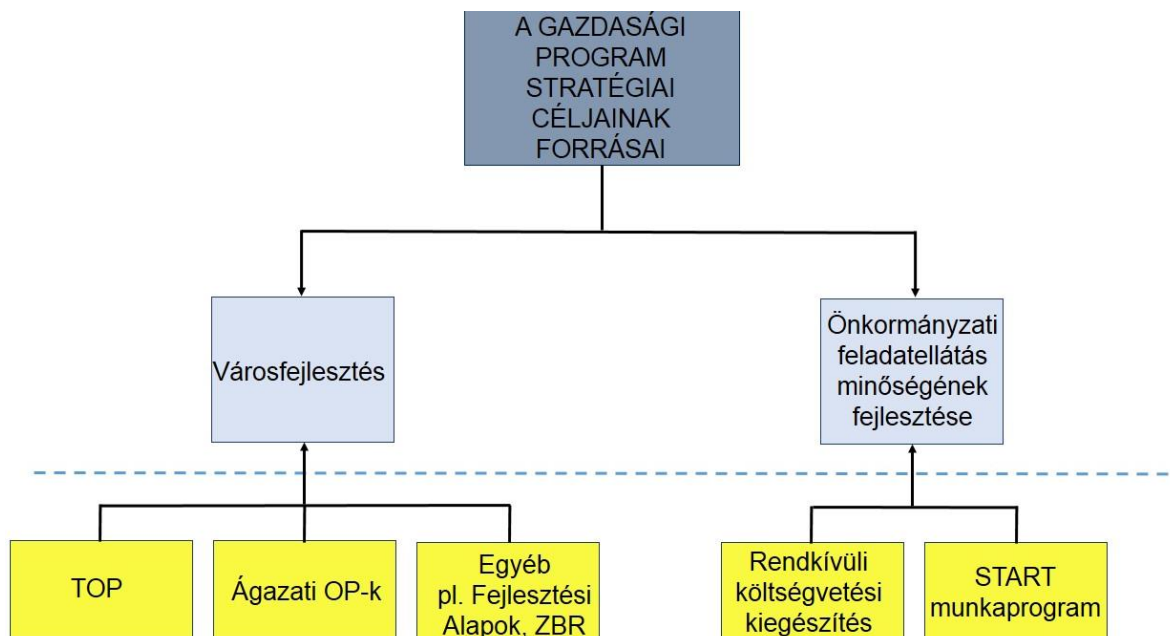 A GAZDASÁGI
PROGRAM
STRATÉGIAI
CÉLJAINAK
FORRÁSAI
Városfejlesztés
Önkormányzati
feladatellátás
minőségének
fejlesztése
TOP
Ágazati OP-k
Egyéb
pl. Fejlesztési
Alapok, ZBR
Rendkívüli
költségvetési
kiegészítés
START
munkaprogram